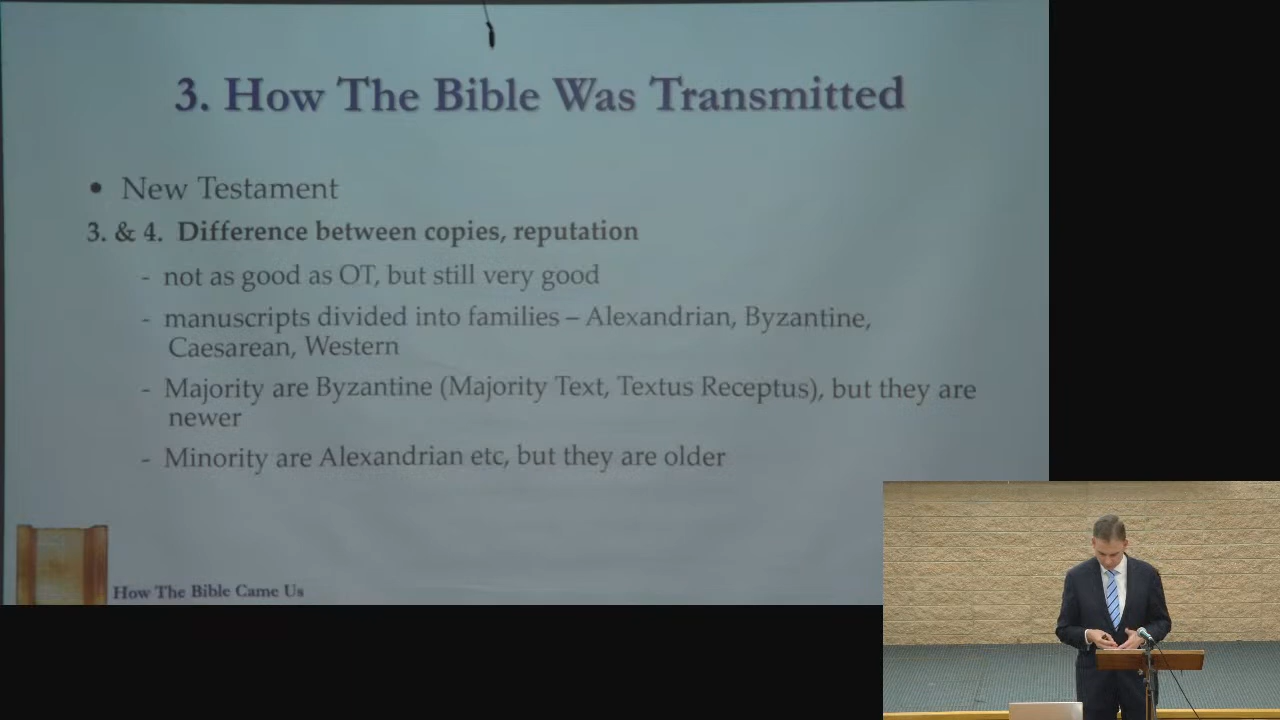 3. How The Bible Was Transmitted
• New Testament
3. & 4. Difference between copies, reputation
- not as good as OT, but still very good
- manuscripts divided into families – Alexandrian, Byzantine,
Caesarean, Western
- Majority are Byzantine (Majority Text, Textus Receptus), but they are
newer
- Minority are Alexandrian etc, but they are older
How The Bible Came Us